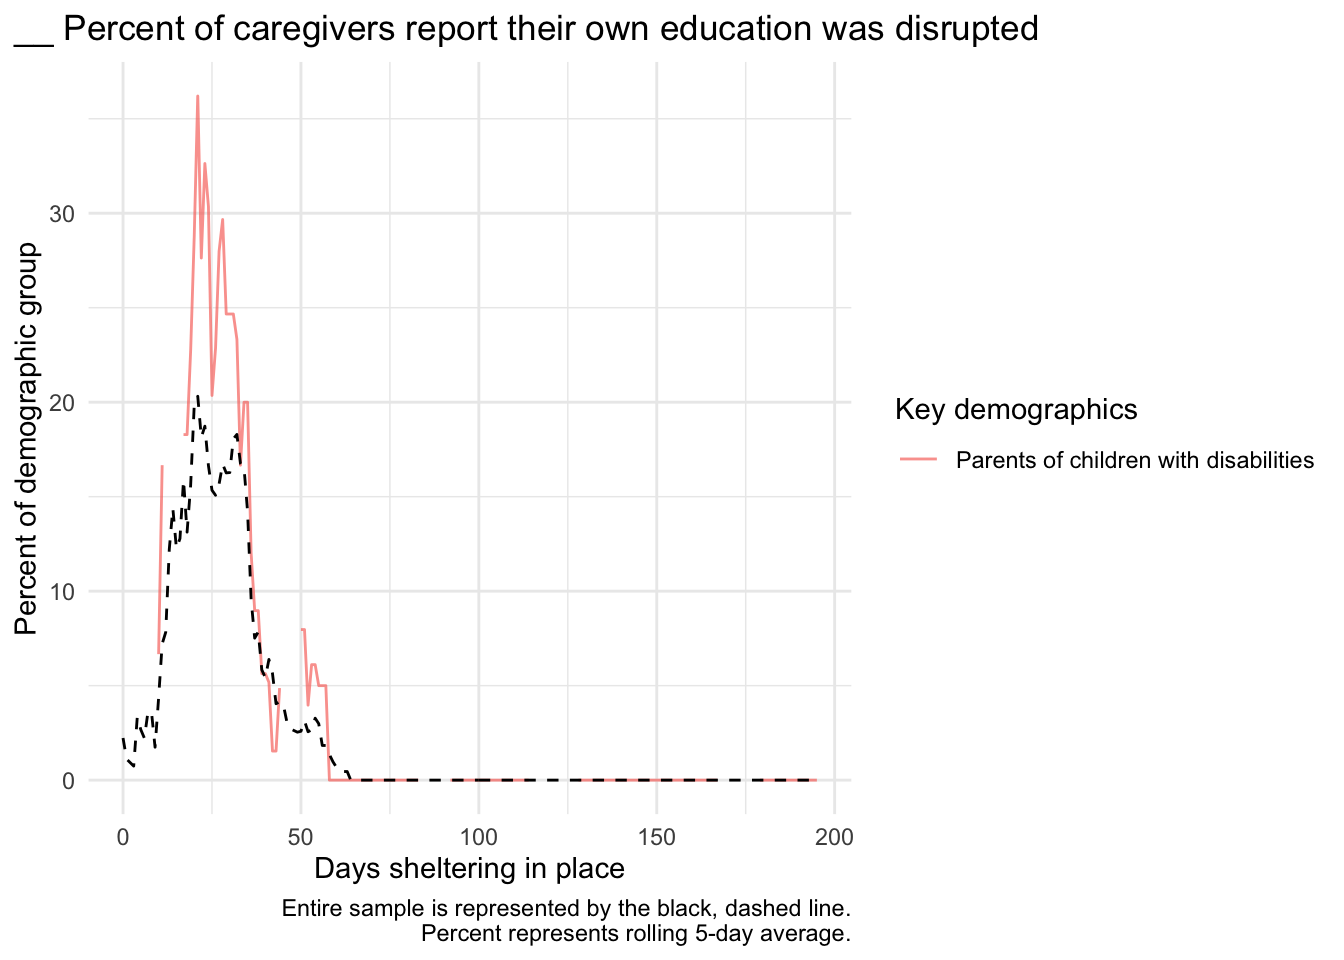 __ Percent of caregivers report their own education was disrupted
Percent of demographic group
30
20
10
0
0 50 100 150 200
Days sheltering in place
Key demographics
Parents of children with disabilities
Entire sample is represented by the black, dashed line.
Percent represents rolling 5-day average.